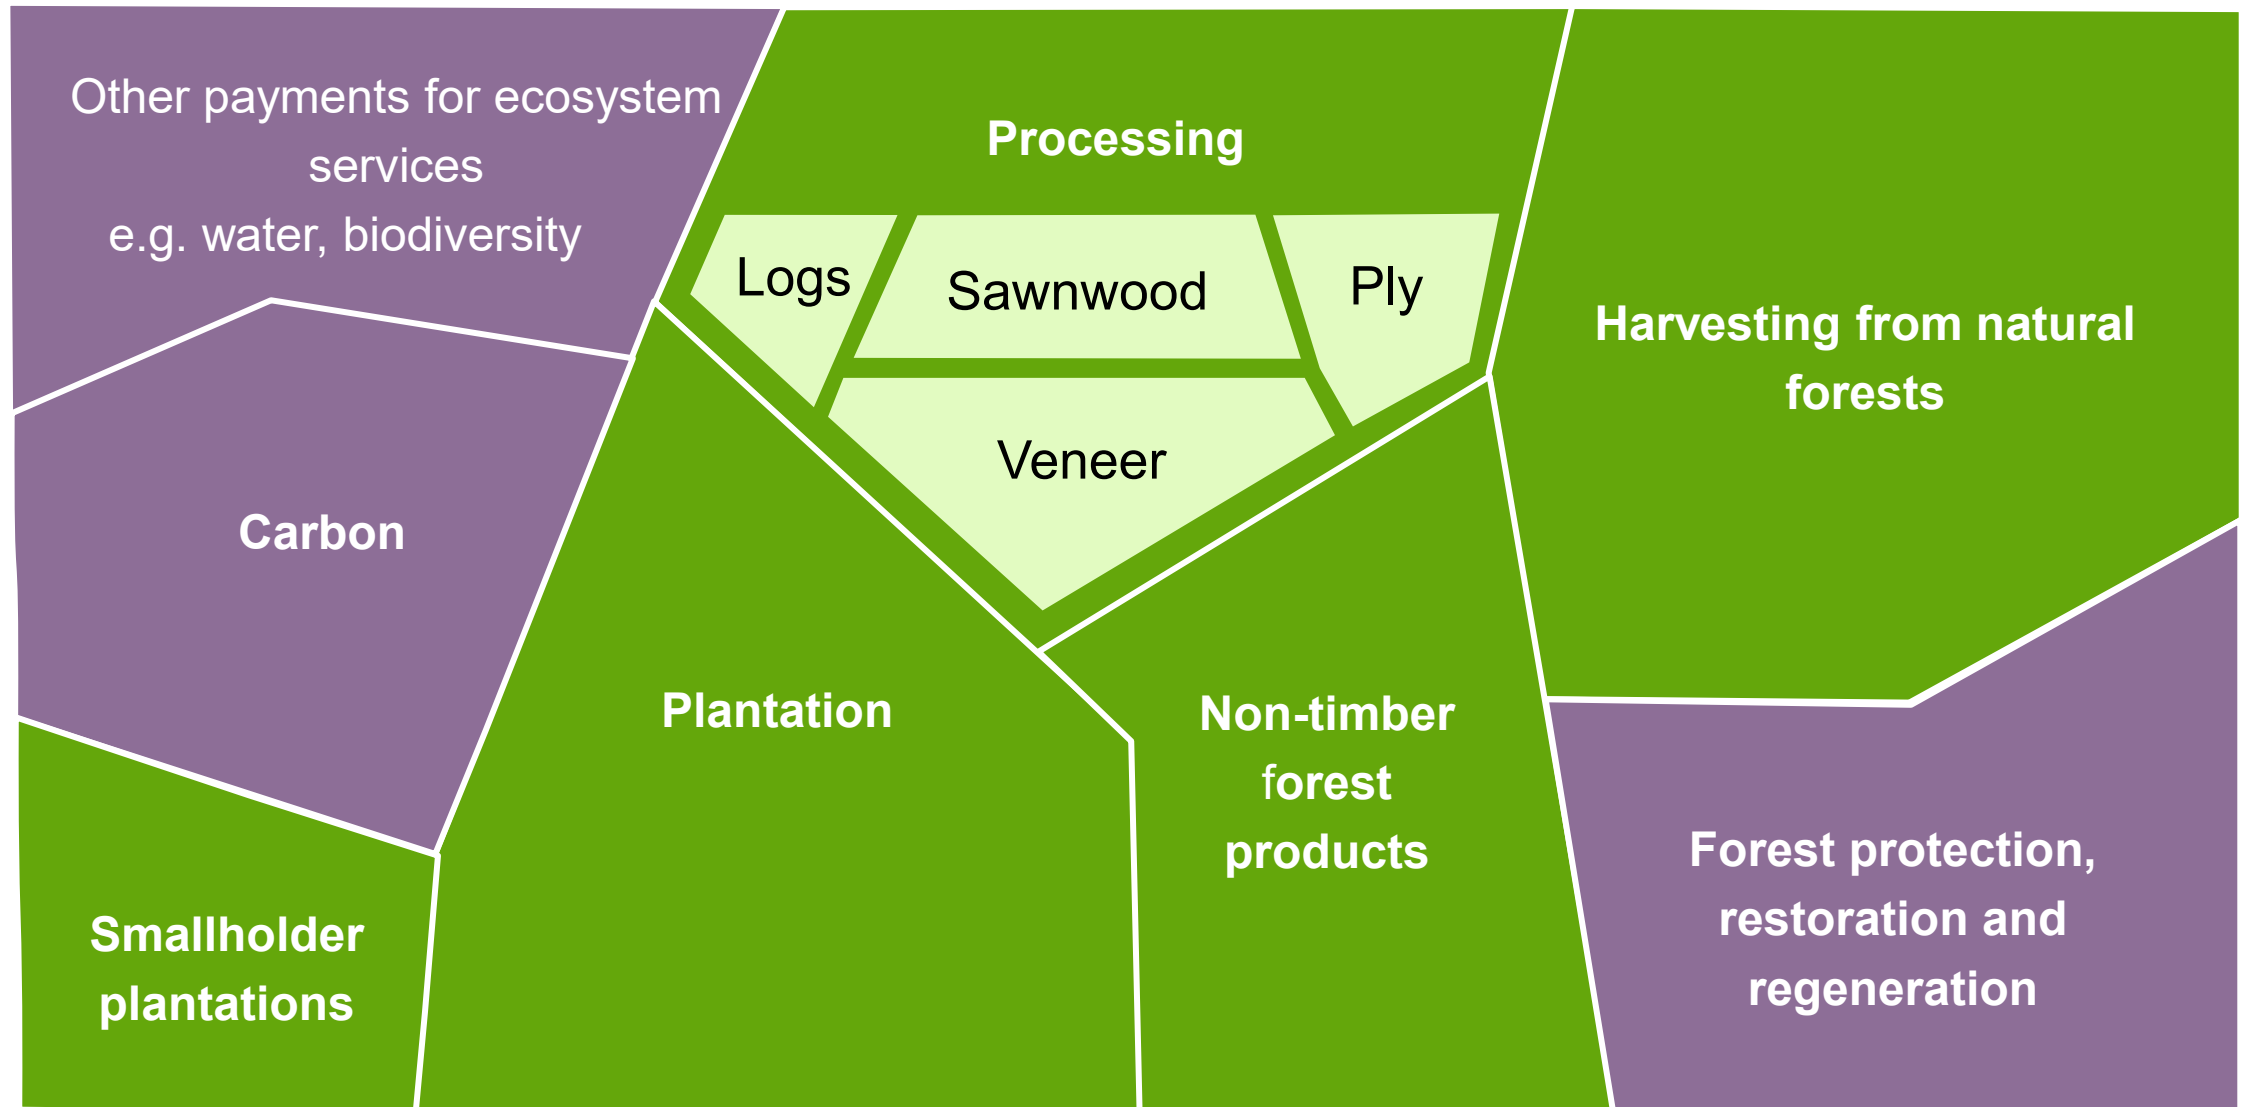 Other payments for ecosystem
services
e.g. water, biodiversity
Processing
Logs
Sawnwood
Ply
Veneer
Harvesting from natural
forests
Carbon
Plantation
Non-timber
forest
products
Smallholder
plantations
Forest protection,
restoration and
regeneration